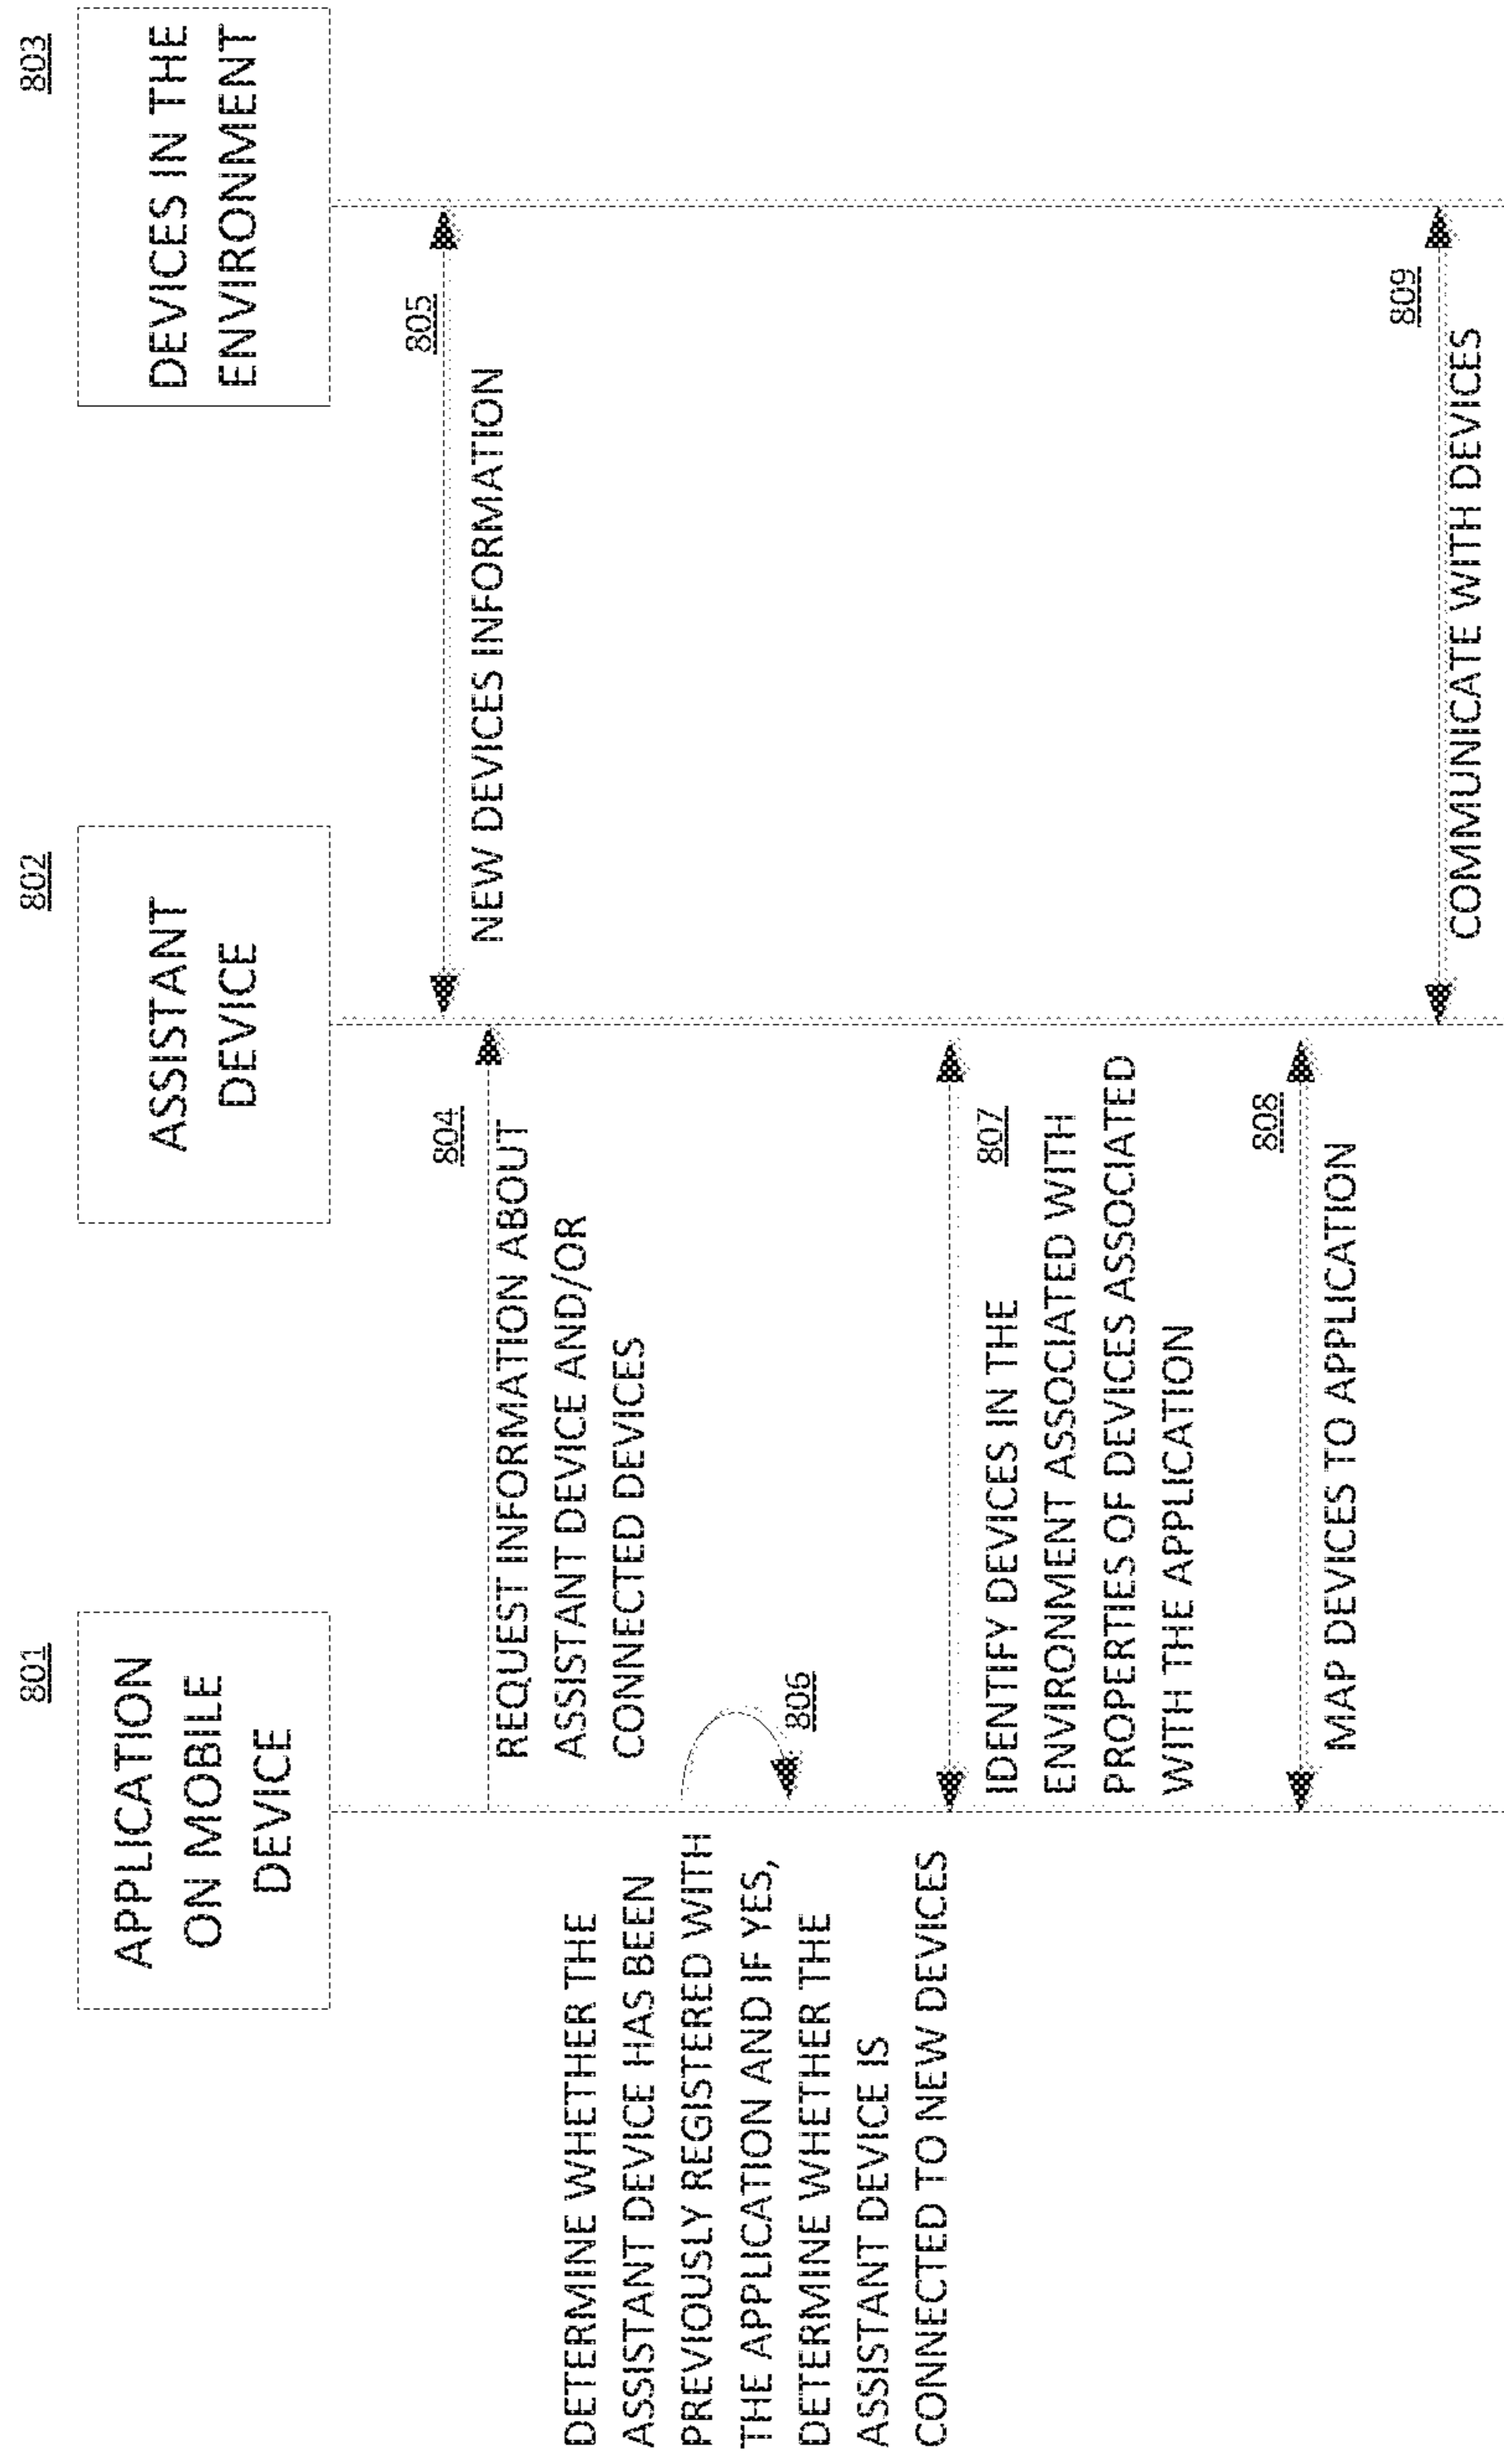 801
APPLICATION
ON MOBILE
DEVICE
802
ASSISTANT
DEVICE
803
DEVICES IN THE
ENVIRONMENT
805
NEW DEVICES INFORMATION
804
REQUEST INFORMATION ABOUT
ASSISTANT DEVICE AND/OR
CONNECTED DEVICES
DETERMINE WHETHER THE
ASSISTANT DEVICE HAS BEEN
PREVIOUSLY REGISTERED WITH
THE APPLICATION AND IF YES,
DETERMINE WHETHER THE
ASSISTANT DEVICE IS
CONNECTED TO NEW DEVICES
806
807
IDENTIFY DEVICES IN THE
ENVIRONMENT ASSOCIATED WITH
PROPERTIES OF DEVICES ASSOCIATED
WITH THE APPLICATION
808
MAP DEVICES TO APPLICATION
809
COMMUNICATE WITH DEVICES